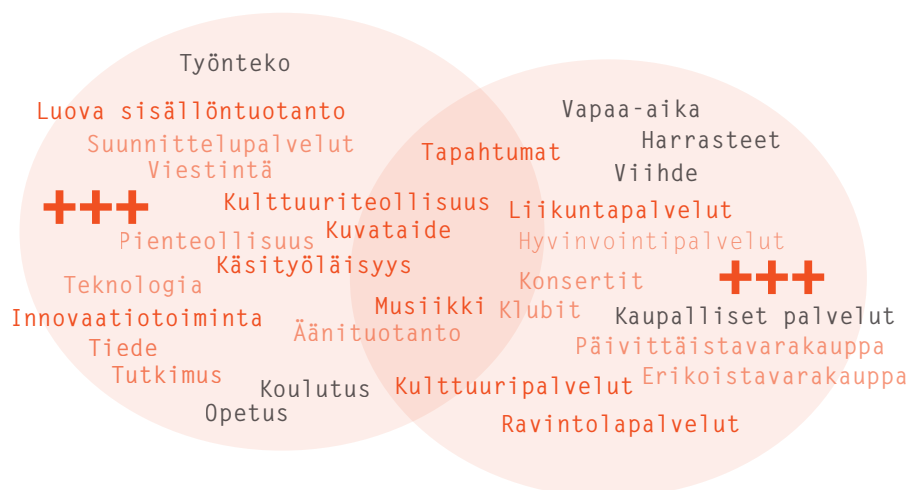 Työnteko
Luova sisällöntuotanto
Suunnittelupalvelut
Viestintä
+++
Kulttuuriteollisuus
Pienteollisuus
Kuvataide
Käsityöläisyys
Teknologia
Innovaatiotoiminta
Musiikki
Äänituotanto
Tiede
Tutkimus
Koulutus
Opetus
Tapahtumat
Vapaa-aika
Harrasteet
Viihde
Liikuntapalvelut
Hyvinvointipalvelut
Konsertit
+++
Klubit
Kaupalliset palvelut
Päivittäistavarakauppa
Erikoistavarakauppa
Kulttuuripalvelut
Ravintolapalvelut